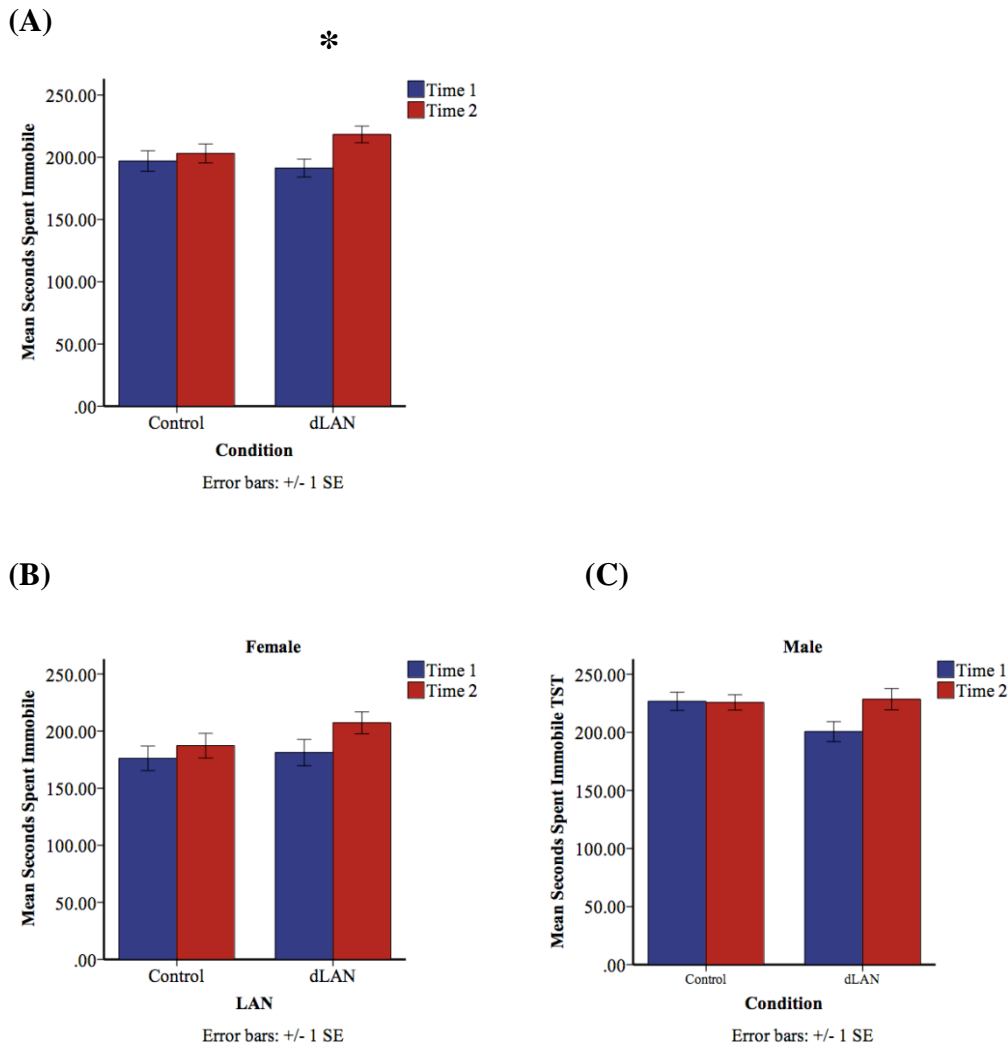 (A)
*
Time 1
Time 2
250.00
200.00
150.00
100.00
50.00
.00
Mean Seconds Spent Immobile
Control dLAN
Condition
Error bars: +/- 1 SE
(B)
Female
Time 1
Time 2
250.00
200.00
150.00
100.00
50.00
.00
Mean Seconds Spent Immobile
Control dLAN
LAN
Error bars: +/- 1 SE
(C)
Male
Time 1
Time 2
250.00
200.00
150.00
100.00
50.00
.00
Mean Seconds Spent Immobile TST
Control dLAN
Condition
Error bars: +/- 1 SE